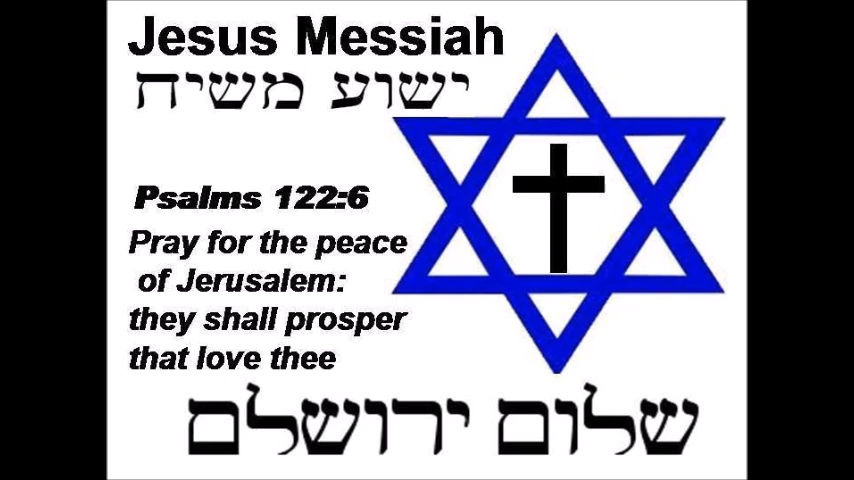 Jesus Messiah
ישוע משיח
Psalms 122:6
Pray for the peace
of Jerusalem:
they shall prosper
that love thee
שלום ירושלם